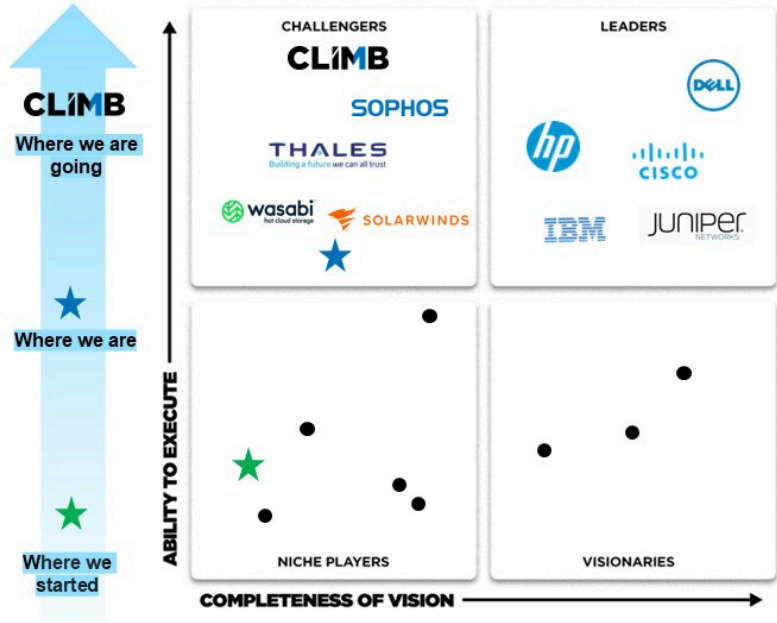 CLIMB
Where we are
going
Where we are
Where we
started
ABILITY TO EXECUTE
CHALLENGERS
CLIMB
SOPHOS
THALES
Building a future we can all trust
wasabi
hot cloud storage
SOLARWINDS
LEADERS
DELL
hp
CISCO
IBM
JUNIPER
NETWORKS
NICHE PLAYERS
VISIONARIES
COMPLETENESS OF VISION